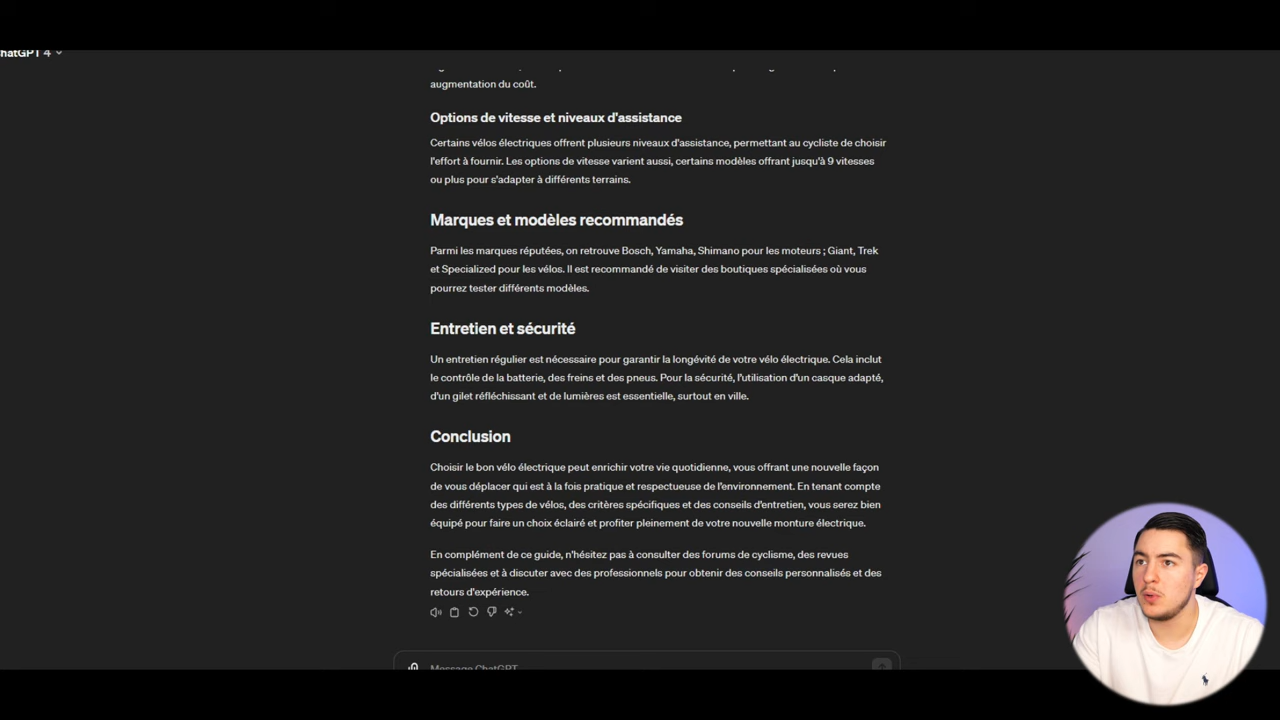 hatGPT 4
augmentation du coût.
Options de vitesse et niveaux d'assistance
Certains vélos électriques offrent plusieurs niveaux d'assistance, permettant au cycliste de choisir
l'effort à fournir. Les options de vitesse varient aussi, certains modèles offrant jusqu'à 9 vitesses
ou plus pour s'adapter à différents terrains.
Marques et modèles recommandés
Parmi les marques réputées, on retrouve Bosch, Yamaha, Shimano pour les moteurs ; Giant, Trek
et Specialized pour les vélos. Il est recommandé de visiter des boutiques spécialisées où vous
pourrez tester différents modèles.
Entretien et sécurité
Un entretien régulier est nécessaire pour garantir la longévité de votre vélo électrique. Cela inclut
le contrôle de la batterie, des freins et des pneus. Pour la sécurité, l'utilisation d'un casque adapté,
d'un gilet réfléchissant et de lumières est essentielle, surtout en ville.
Conclusion
Choisir le bon vélo électrique peut enrichir votre vie quotidienne, vous offrant une nouvelle façon
de vous déplacer qui est à la fois pratique et respectueuse de l'environnement. En tenant compte
des différents types de vélos, des critères spécifiques et des conseils d'entretien, vous serez bien
équipé pour faire un choix éclairé et profiter pleinement de votre nouvelle monture électrique.
En complément de ce guide, n'hésitez pas à consulter des forums de cyclisme, des revues
spécialisées et à discuter avec des professionnels pour obtenir des conseils personnalisés et des
retours d'expérience.
Message ChatGPT